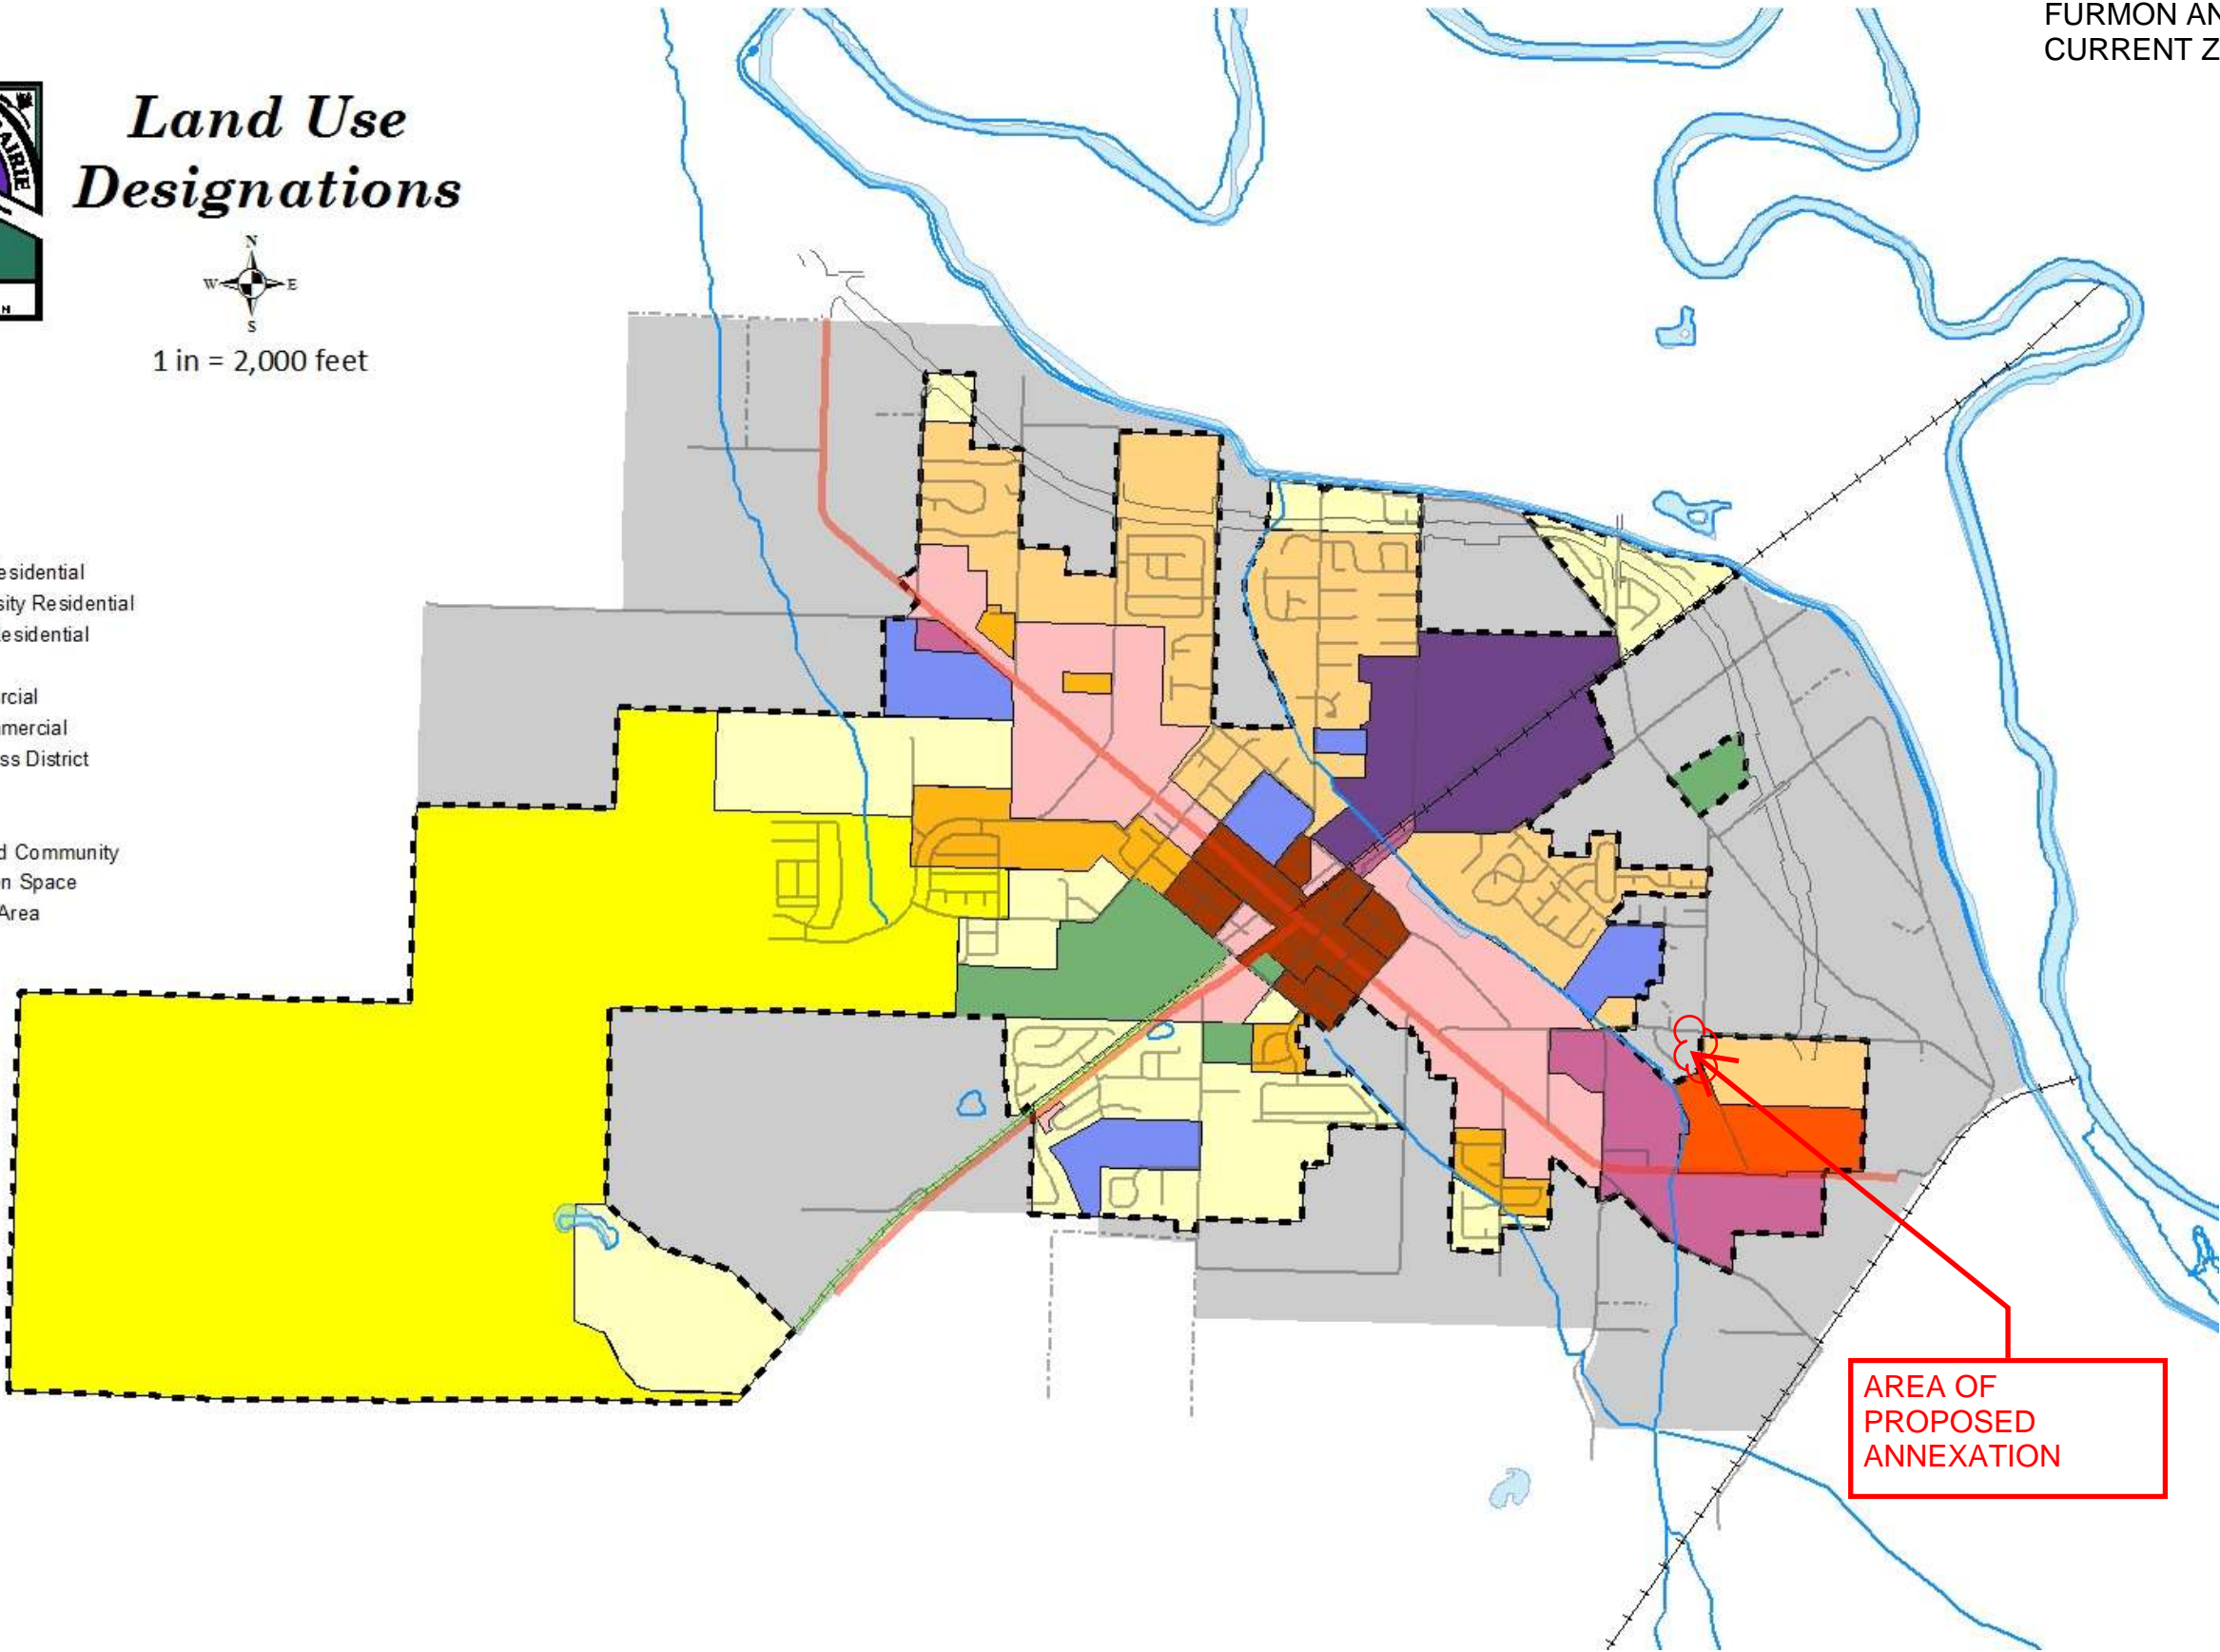 FURMON AN
CURRENT Z
AIRIE
N
Land Use
Designations
N
W E
S
1 in = 2,000 feet
esidential
sity Residential
esidential
rcial
mercial
ss District
d Community
n Space
Area
AREA OF
PROPOSED
ANNEXATION